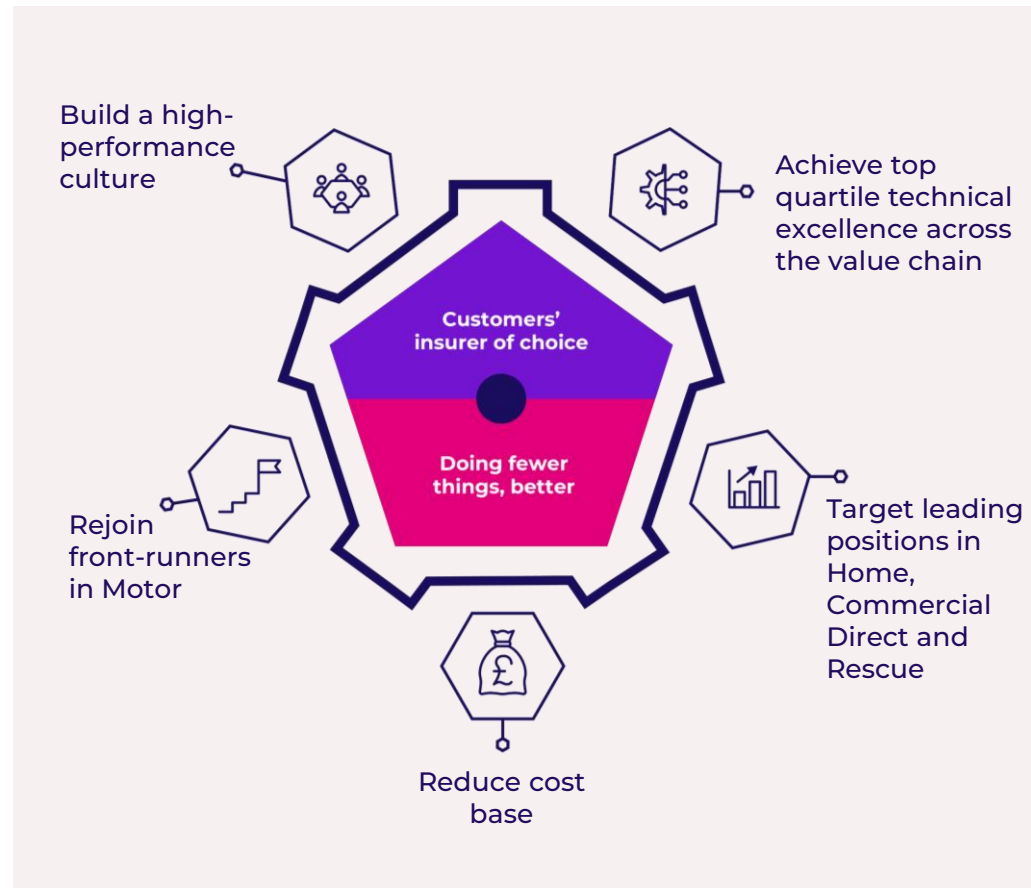 Build a high-
performance
culture
Achieve top
quartile technical
excellence across
the value chain
Customers’
insurer of choice
Doing fewer
things, better
Rejoin
front-runners
in Motor
Target leading
positions in
Home,
Commercial
Direct and
Rescue
£
Reduce cost
base